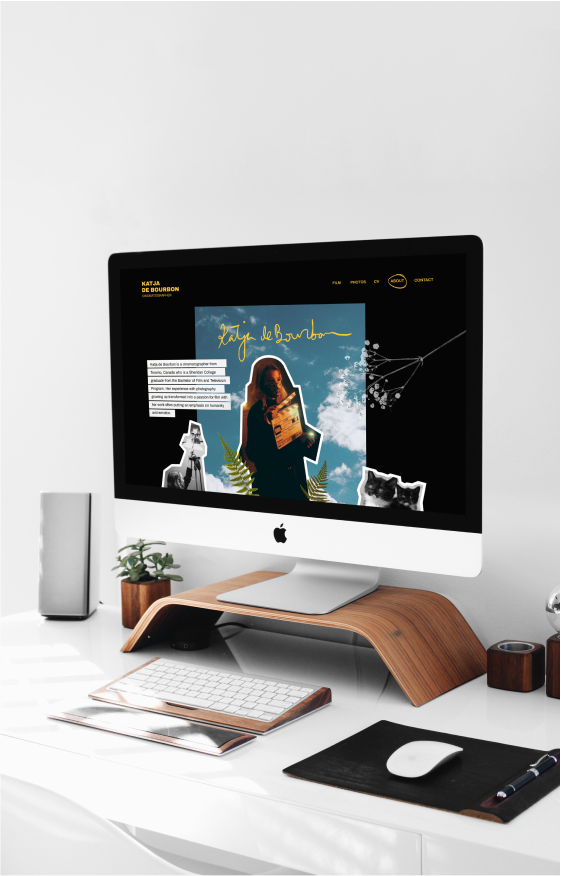 KATJA
DE BOURBON
CINEMATOGRAPHER
FILM PHOTOS CV ABOUT CONTACT
Katja de Bourbon
Katja de Bourbon is a cinematographer from
Toronto, Canada who is a Sheridan College
graduate from the Bachelor of Film and Television
Program. Her experience with photography
growing up transformed into a passion for film with
her work often putting an emphasis on humanity
and emotion.